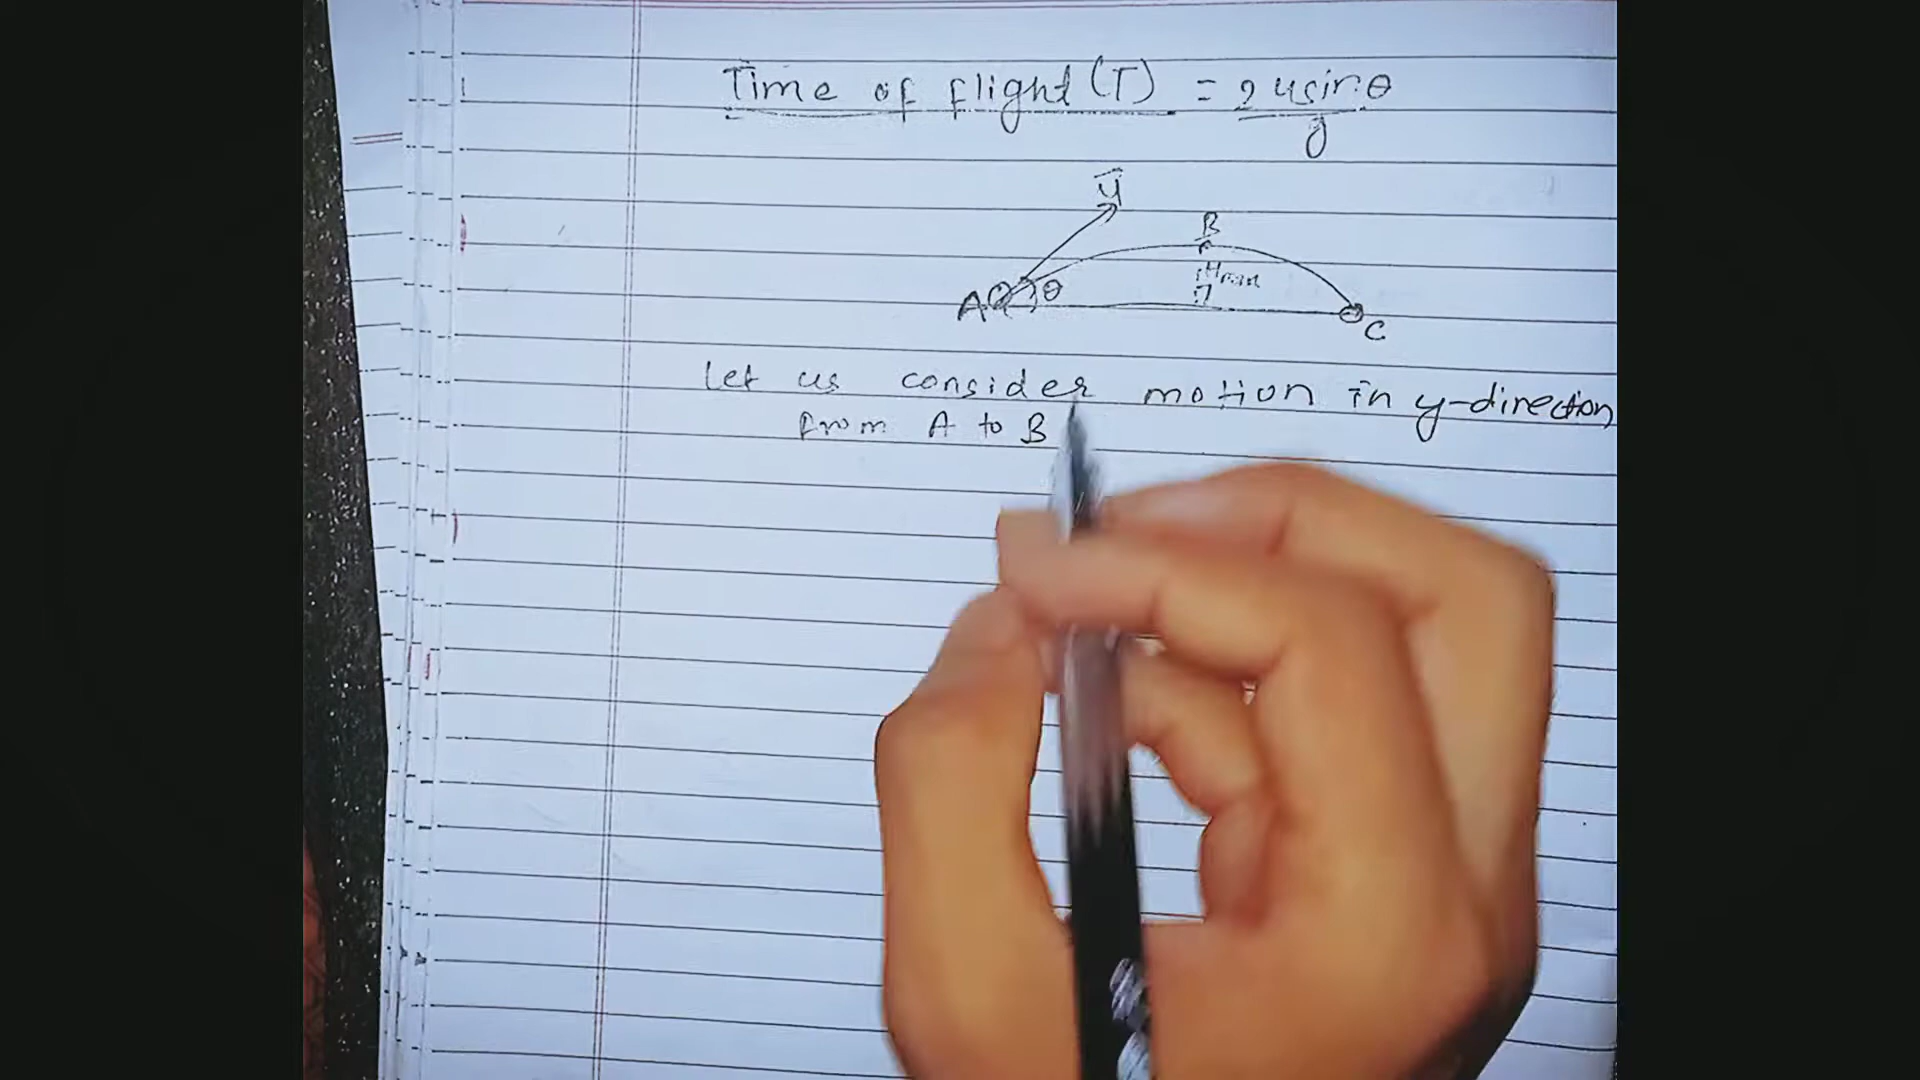 Time of flight (T) = 2usinθ
g
u
B
Hmax
A θ
C
Let us consider motion in y-direction
from A to B